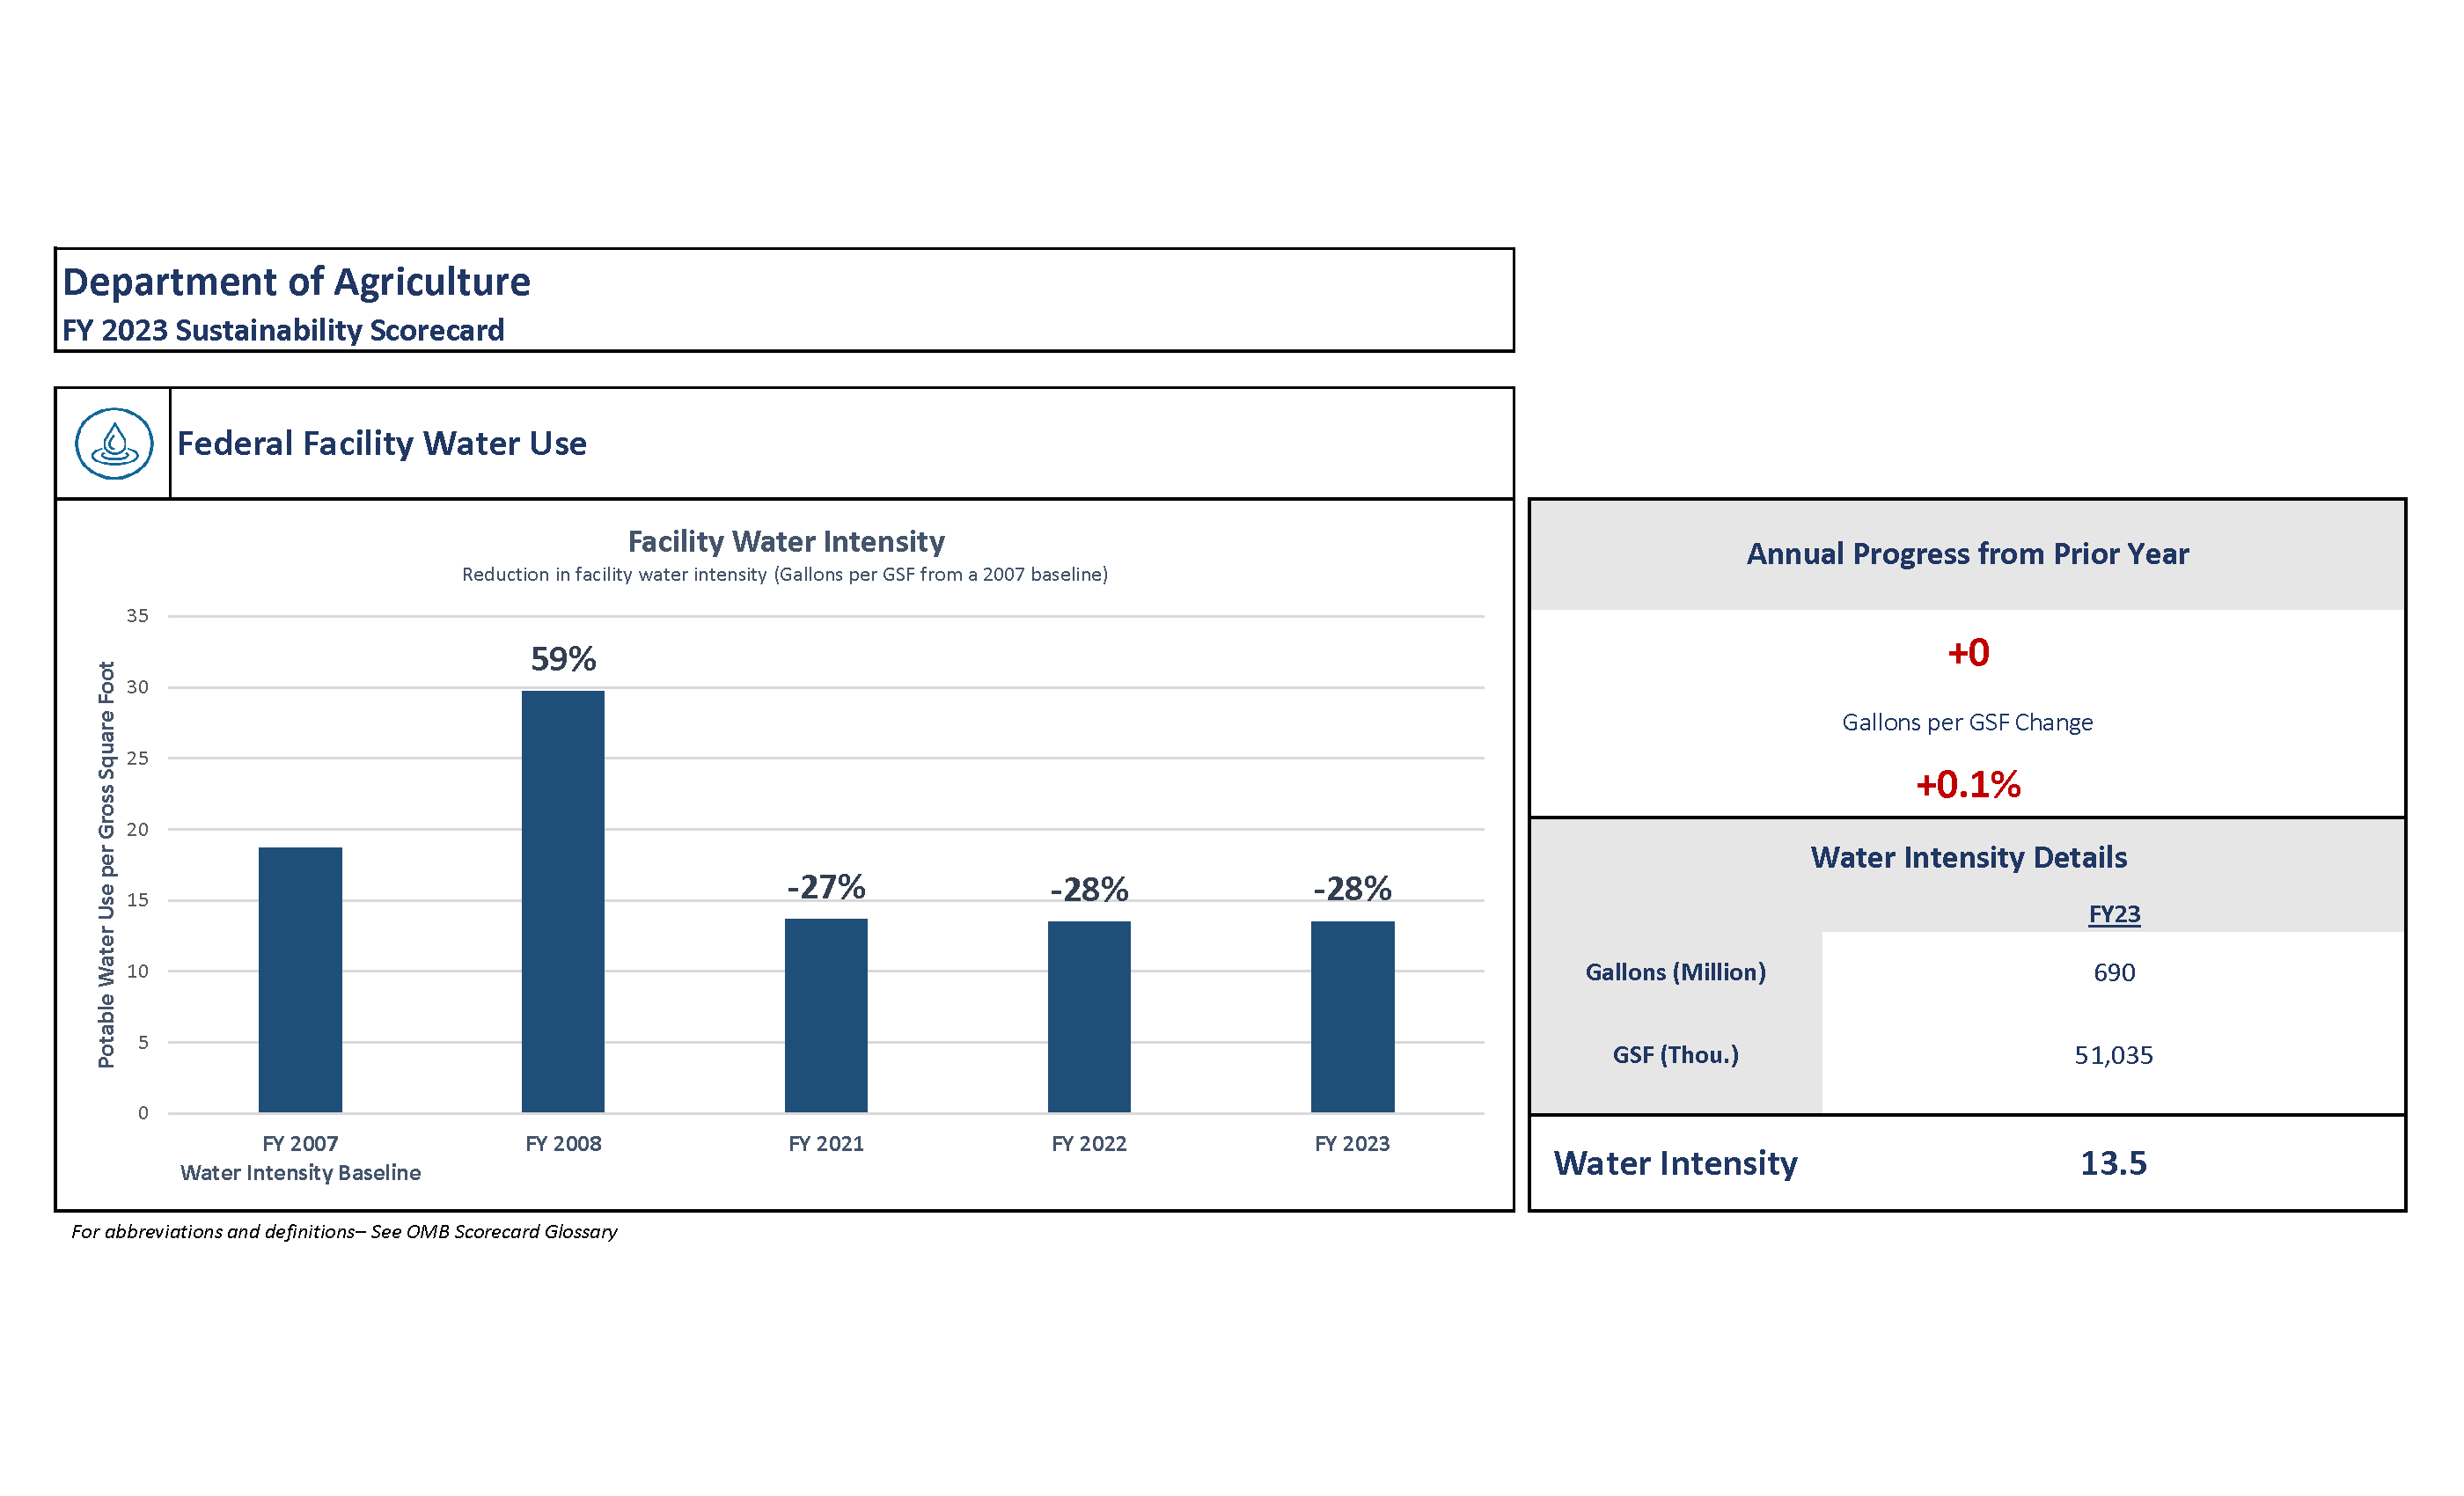 Department of Agriculture
FY 2023 Sustainability Scorecard
Federal Facility Water Use
Facility Water Intensity
Reduction in facility water intensity (Gallons per GSF from a 2007 baseline)
Potable Water Use per Gross Square Foot
35
30
25
20
15
10
5
0
59%
-27%
-28%
-28%
FY 2007
Water Intensity Baseline
FY 2008
FY 2021
FY 2022
FY 2023
For abbreviations and definitions– See OMB Scorecard Glossary
Annual Progress from Prior Year
+0
Gallons per GSF Change
+0.1%
Water Intensity Details
FY23
Gallons (Million) 690
GSF (Thou.) 51,035
Water Intensity 13.5